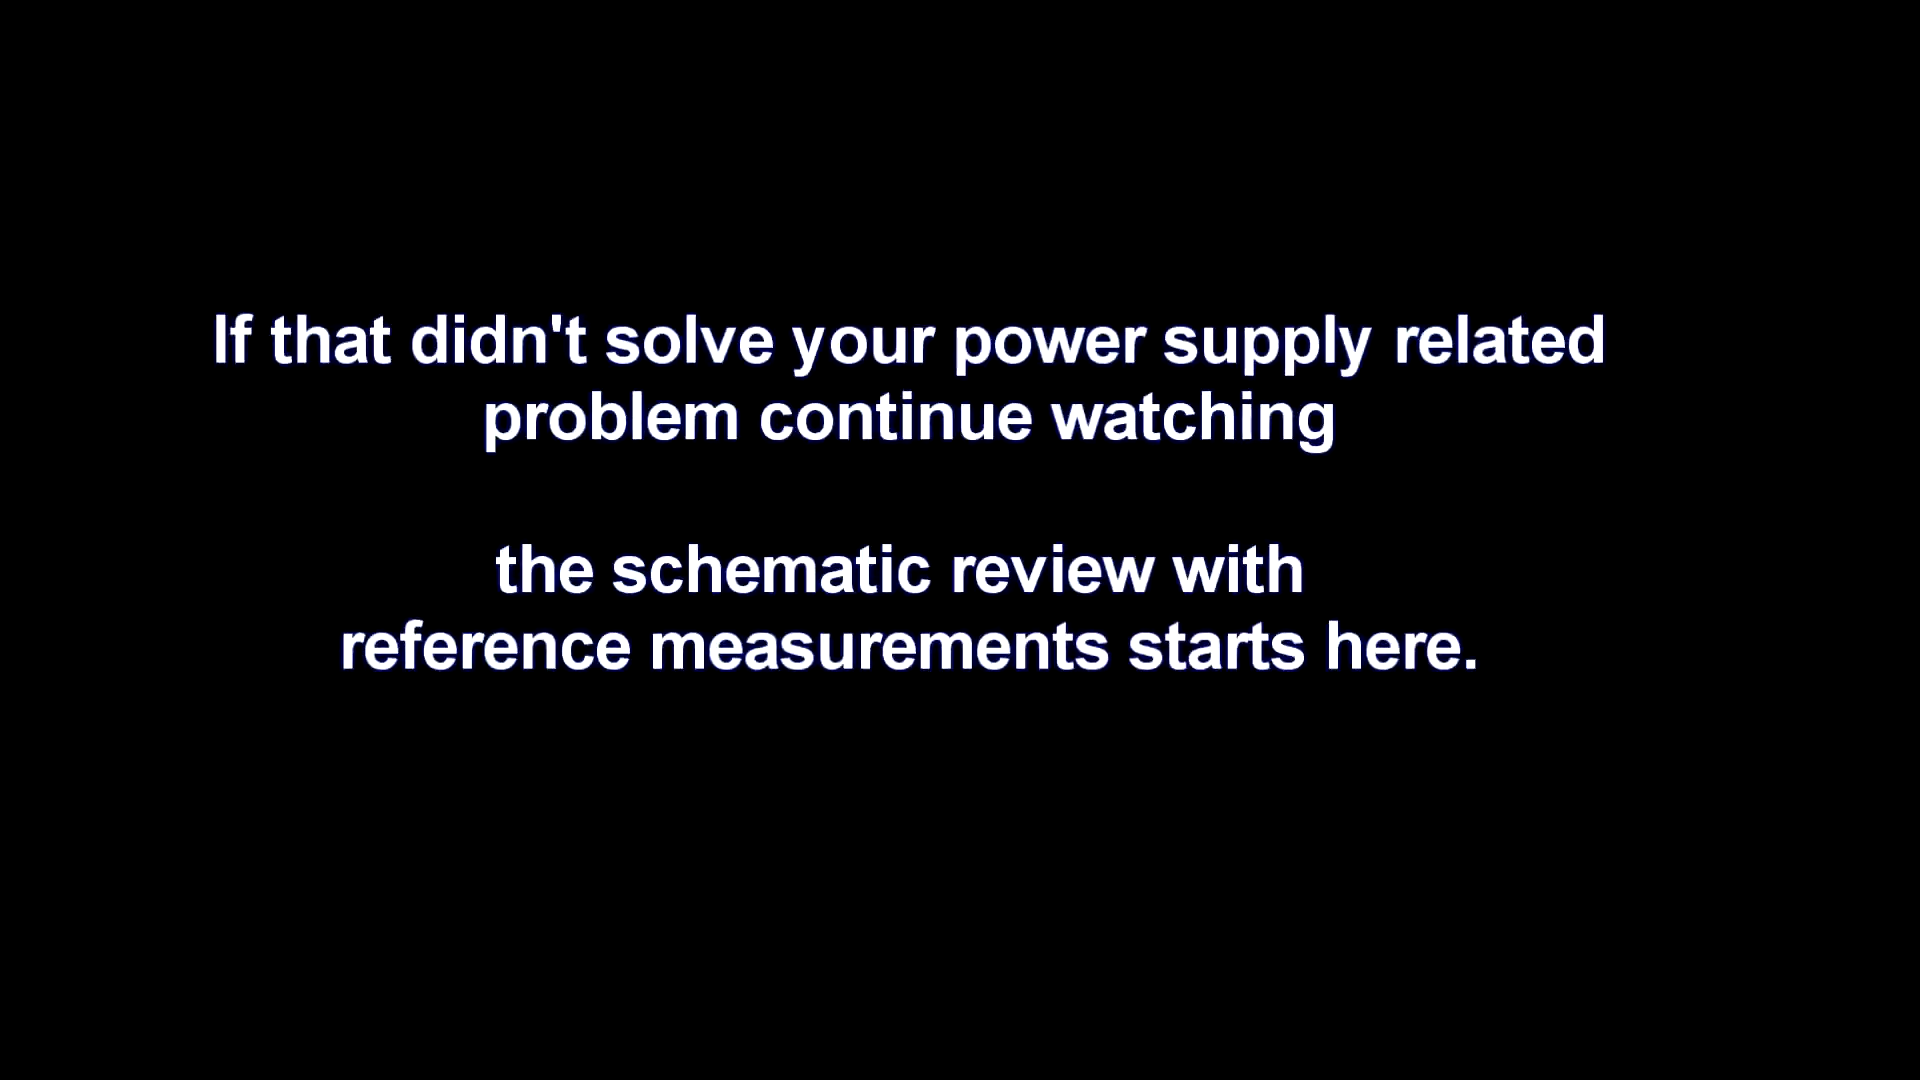 If that didn't solve your power supply related
problem continue watching
the schematic review with
reference measurements starts here.